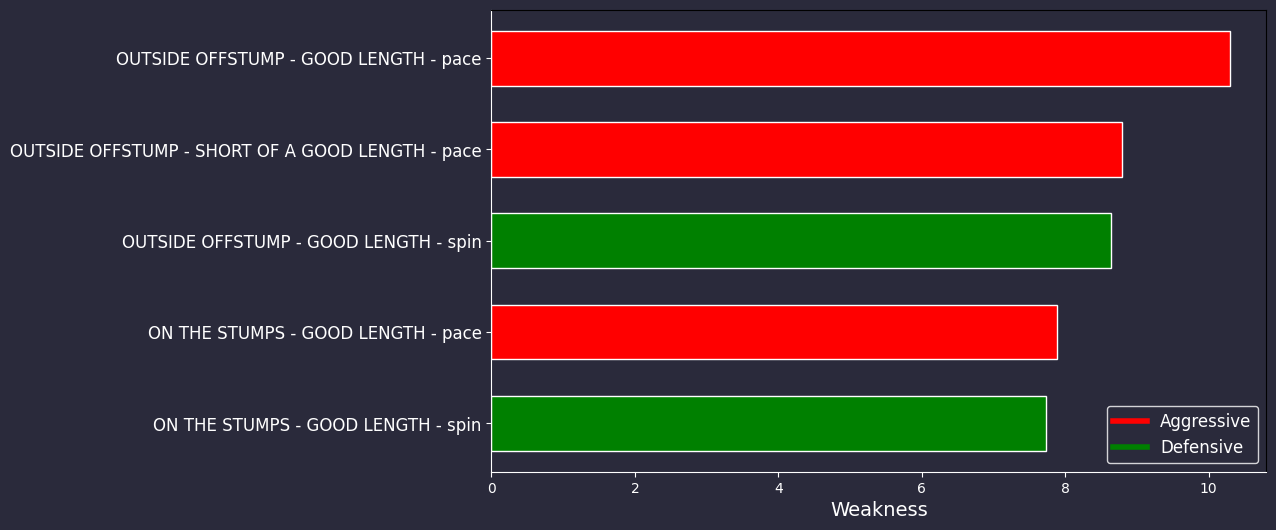 OUTSIDE OFFSTUMP - GOOD LENGTH - pace
OUTSIDE OFFSTUMP - SHORT OF A GOOD LENGTH - pace
OUTSIDE OFFSTUMP - GOOD LENGTH - spin
ON THE STUMPS - GOOD LENGTH - pace
ON THE STUMPS - GOOD LENGTH - spin
Aggressive
Defensive
0 2 4 6 8 10
Weakness